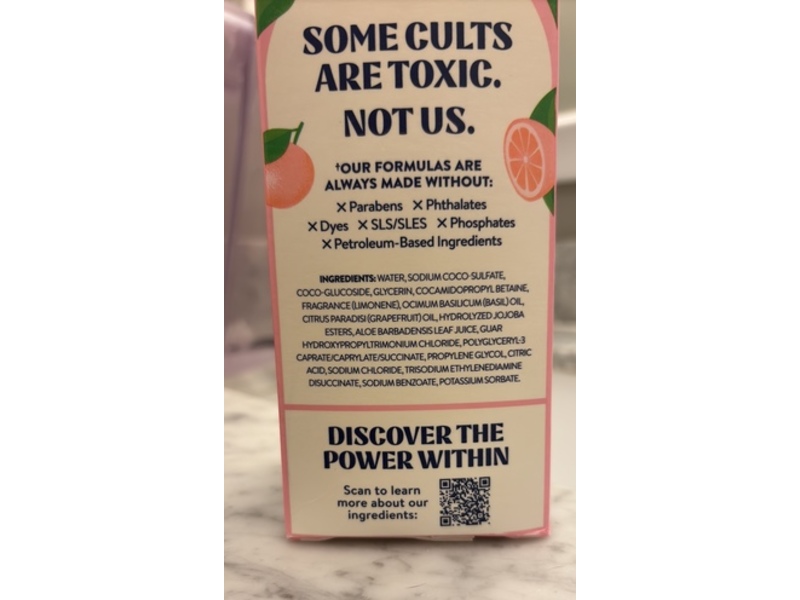 SOME CULTS
ARE TOXIC.
NOT US.
†OUR FORMULAS ARE
ALWAYS MADE WITHOUT:
✕ Parabens ✕ Phthalates
✕ Dyes ✕ SLS/SLES ✕ Phosphates
✕ Petroleum-Based Ingredients
INGREDIENTS: WATER, SODIUM COCO-SULFATE,
COCO-GLUCOSIDE, GLYCERIN, COCAMIDOPROPYL BETAINE,
FRAGRANCE (LIMONENE), OCIMUM BASILICUM (BASIL) OIL,
CITRUS PARADISI (GRAPEFRUIT) OIL, HYDROLYZED JOJOBA
ESTERS, ALOE BARBADENSIS LEAF JUICE, GUAR
HYDROXYPROPYLTRIMONIUM CHLORIDE, POLYGLYCERYL-3
CAPRATE/CAPRYLATE/SUCCINATE, PROPYLENE GLYCOL, CITRIC
ACID, SODIUM CHLORIDE, TRISODIUM ETHYLENEDIAMINE
DISUCCINATE, SODIUM BENZOATE, POTASSIUM SORBATE.
DISCOVER THE
POWER WITHIN
Scan to learn
more about our
ingredients: